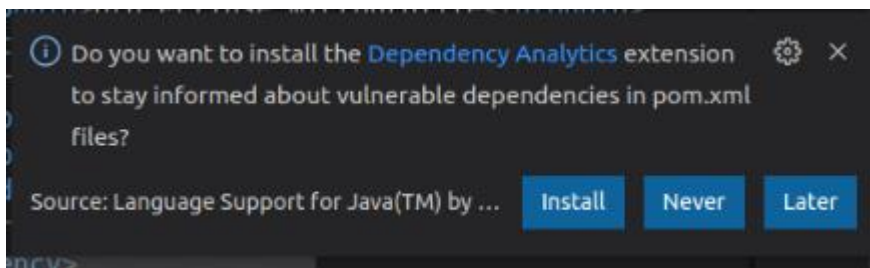 Do you want to install the Dependency Analytics extension
to stay informed about vulnerable dependencies in pom.xml
files?
Source: Language Support for Java(TM) by ...
Install
Never
Later